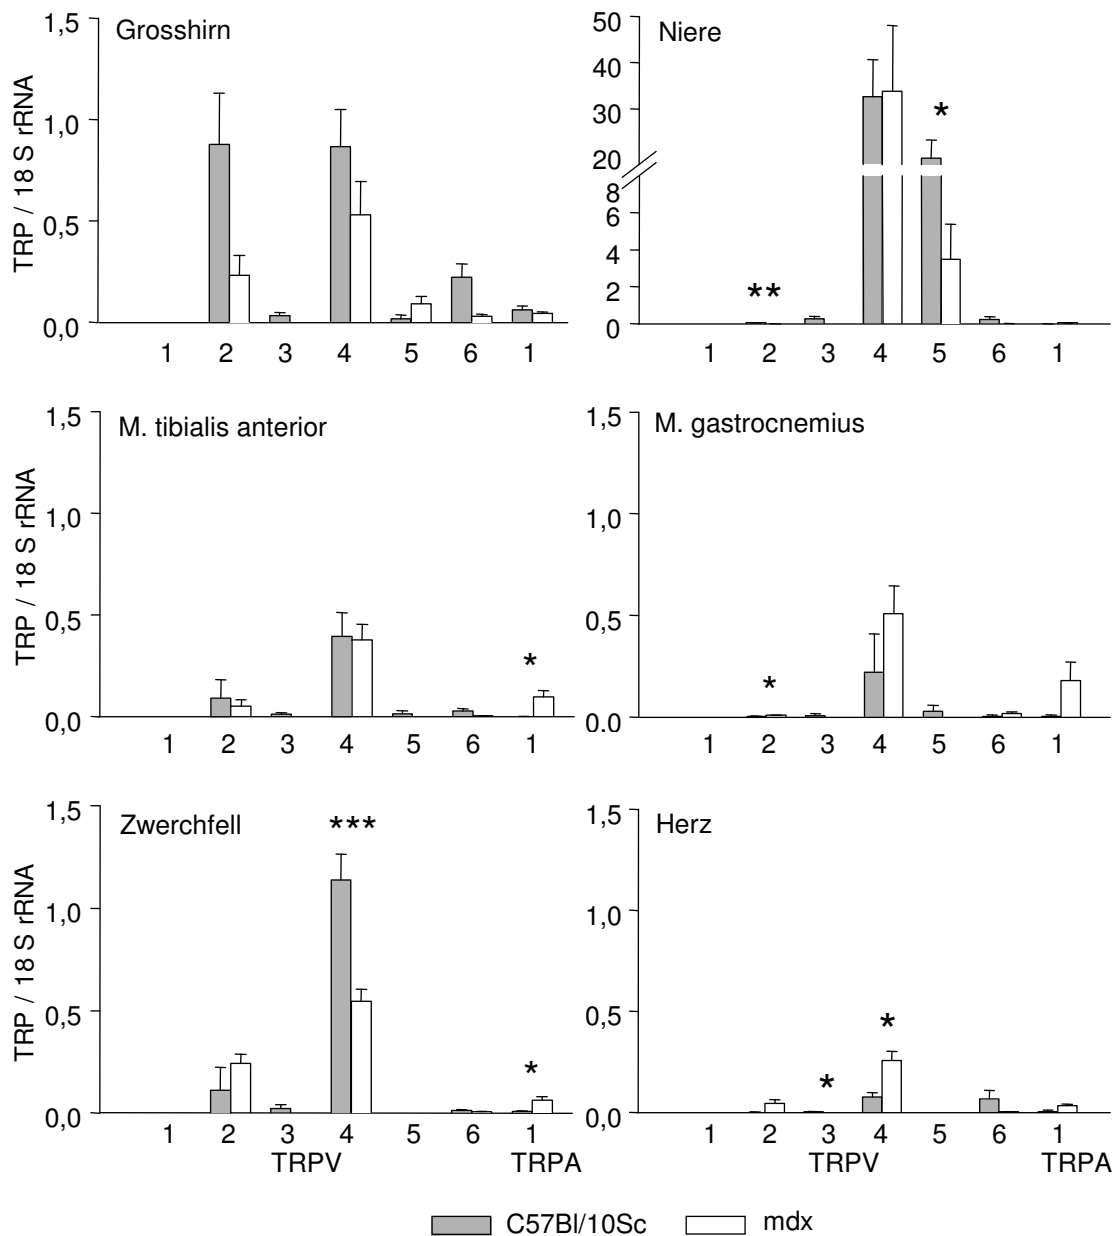 Grosshirn
1,5
1,0
0,5
0,0
TRP / 18 S rRNA
1 2 3 4 5 6 1
Niere
50
40
30
20
8
6
4
2
0
*
**
1 2 3 4 5 6 1
M. tibialis anterior
1,5
1,0
0,5
0,0
TRP / 18 S rRNA
*
1 2 3 4 5 6 1
M. gastrocnemius
1,5
1,0
0,5
0.0
*
1 2 3 4 5 6 1
Zwerchfell
1,5
1,0
0,5
0,0
TRP / 18 S rRNA
***
*
1 2 3 4 5 6 1
TRPV TRPA
Herz
1,5
1,0
0,5
0,0
*
*
1 2 3 4 5 6 1
TRPV TRPA
C57Bl/10Sc mdx